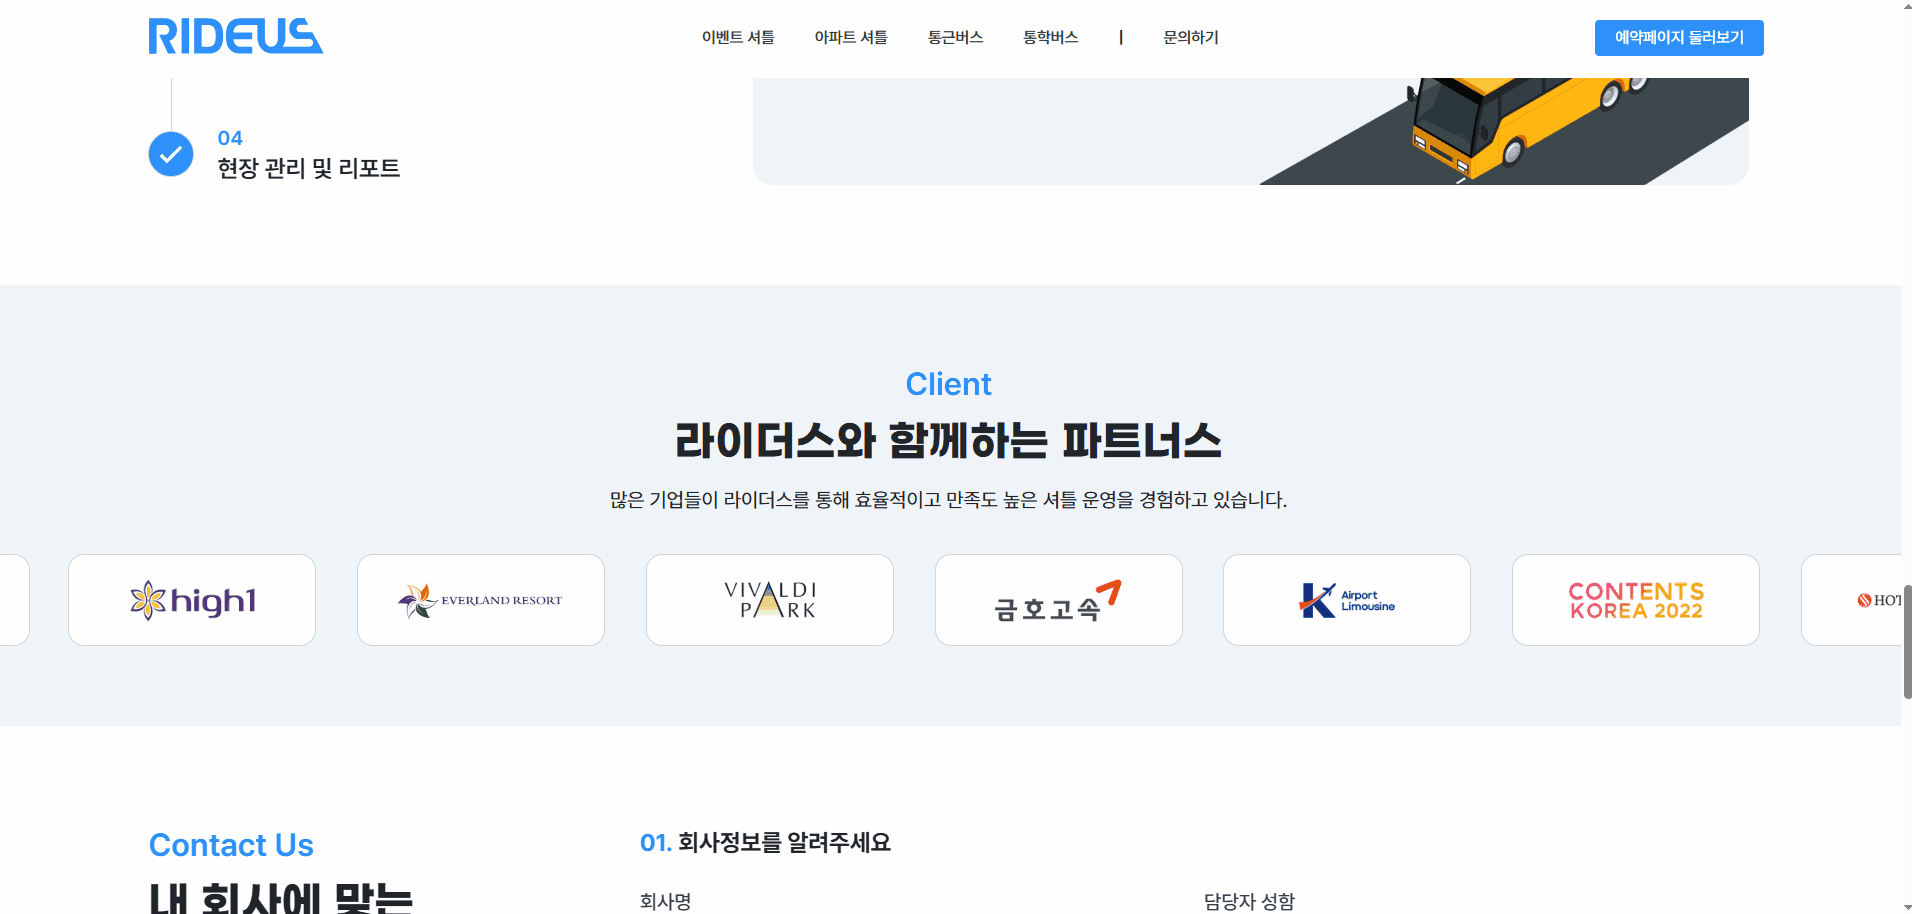 RIDEUS
이벤트 셔틀 아파트 셔틀 통근버스 통학버스 | 문의하기
예약페이지 둘러보기
04
현장 관리 및 리포트
Client
라이더스와 함께하는 파트너스
많은 기업들이 라이더스를 통해 효율적이고 만족도 높은 셔틀 운영을 경험하고 있습니다.
high1
EVERLAND RESORT
VIVALDI
PARK
금호고속
K Airport
Limousine
CONTENTS
KOREA 2022
HOT
Contact Us
내 회사에 맞는
01. 회사정보를 알려주세요
회사명
담당자 성함